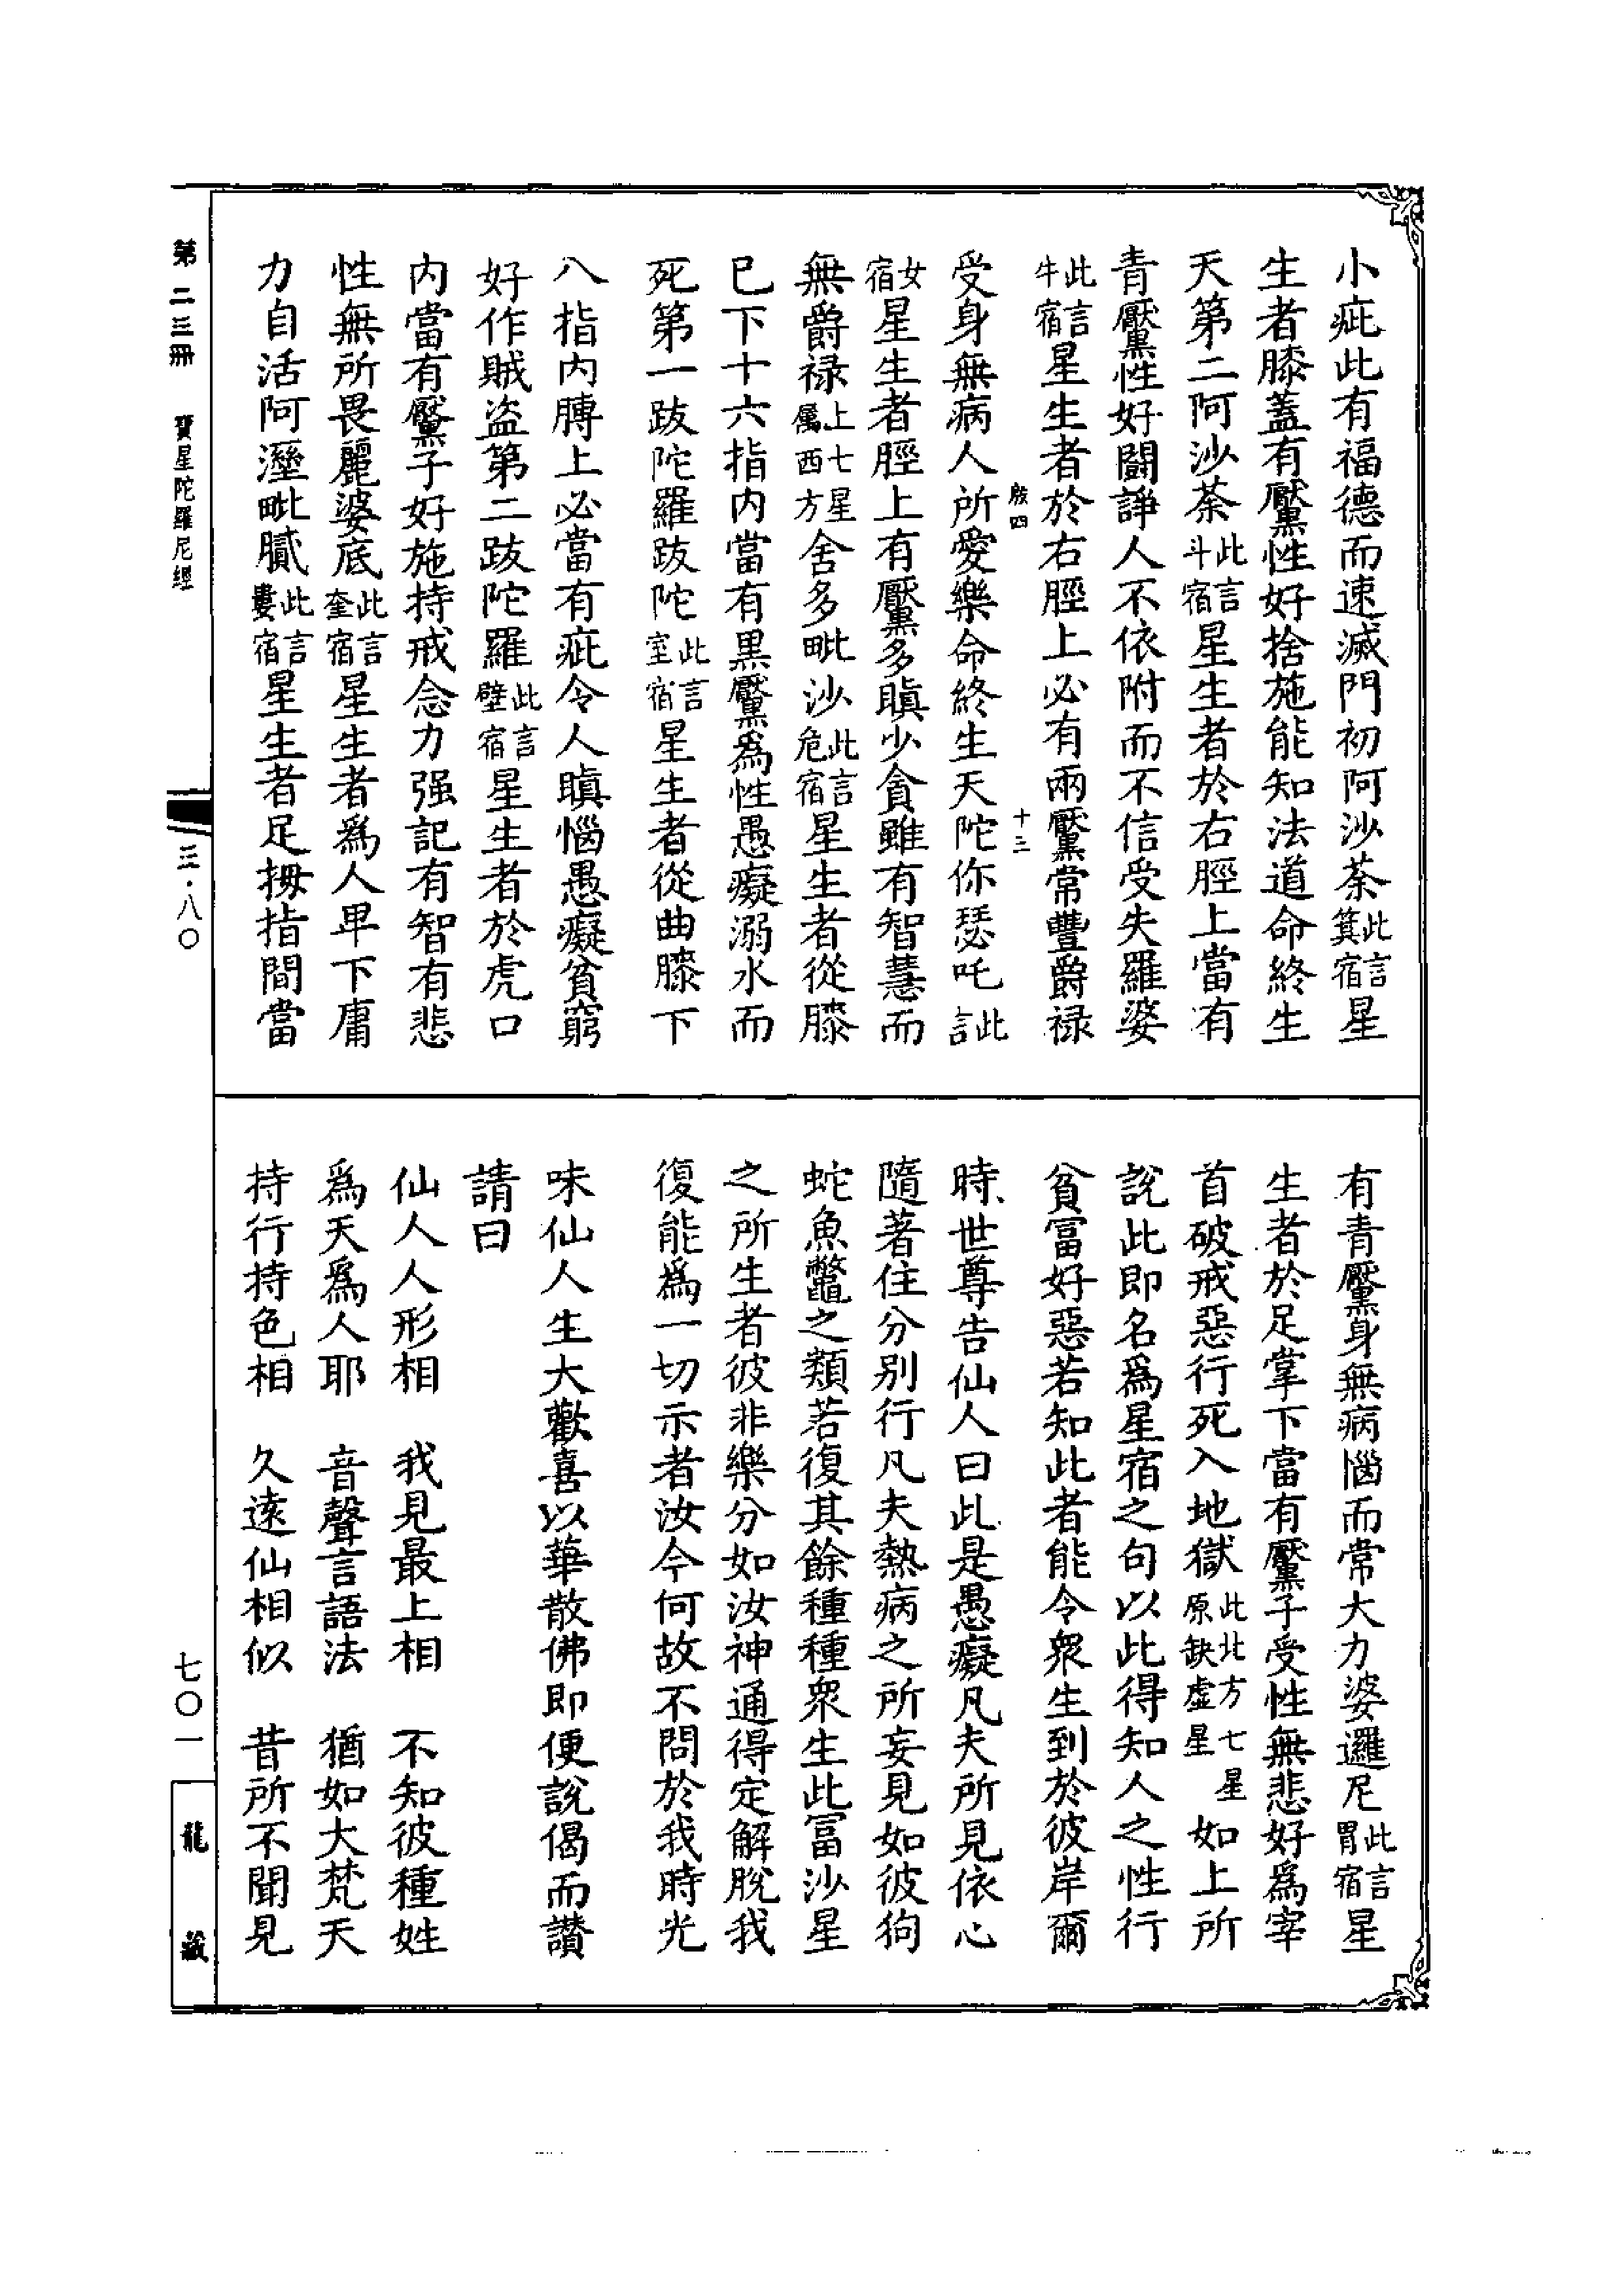 小疵此有福德而速滅門初阿沙荼此言箕宿星
生者膝蓋有黶性好捨施能知法道命終生
天第二阿沙荼此言斗宿星生者於右脛上當有
青黶性好鬪諍人不依附而不信受失羅婆
此言牛宿星生者於右脛上必有兩黶常豐爵禄
受身無病人所愛樂命終生天陀你瑟吒此言
女宿星生者脛上有黶多瞋少貪雖有智慧而
無爵禄上七星屬西方舍多毗沙此言危宿星生者從膝
已下十六指內當有黑黶為性愚癡溺水而
死第一跋陀羅跋陀此言室宿星生者從曲膝下
八指內膞上必當有疵令人瞋惱愚癡貧窮
好作賊盜第二跋陀羅此言壁宿星生者於虎口
內當有黶子好施持戒念力强記有智有悲
性無所畏麗婆底此言奎宿星生者為人卑下庸
力自活阿溼毗膩此言婁宿星生者足拇指間當
十三
有青黶身無病惱而常大力婆邏尼此言胃宿星
生者於足掌下當有黶子受性無悲好為宰
首破戒惡行死入地獄此北方七星原缺虛星如上所
說此即名為星宿之句以此得知人之性行
貧富好惡若知此者能令眾生到於彼岸爾
時世尊告仙人曰此是愚癡凡夫所見依心
隨著住分別行凡夫熱病之所妄見如彼狗
蛇魚鼈之類若復其餘種種眾生此富沙星
之所生者彼非樂分如汝神通得定解脫我
復能為一切示者汝今何故不問於我時光
味仙人生大歡喜以華散佛即便說偈而讚
請曰
仙人人形相 我見最上相 不知彼種姓
為天為人耶 音聲言語法 猶如大梵天
持行持色相 久遠仙相似 昔所不聞見
第二三冊 寶星陀羅尼經
三·八〇
七〇一
龍藏